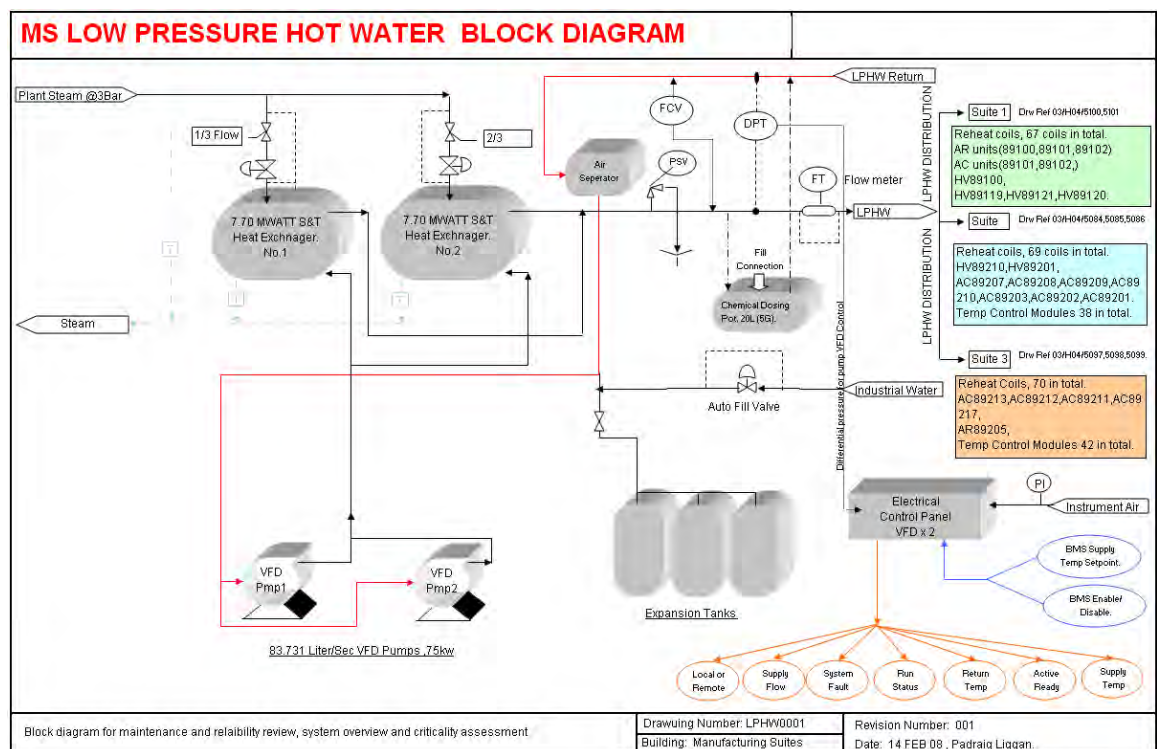 MS LOW PRESSURE HOT WATER BLOCK DIAGRAM
LPHW Return
Plant Steam @3Bar
FCV
DPT
1/3 Flow
2/3
PSV
Air
Seperator
FT
Flow meter
7.70 MWATT S&T
Heat Exchnager.
No.1
7.70 MWATT S&T
Heat Exchnager.
No.2
LPHW
LPHW DISTRIBUTION
LPHW DISTRIBUTION
Suite 1
Drw Ref 03/H04/5100,5101
Reheat coils, 67 coils in total.
AR units(89100,89101,89102)
AC units(89101,89102,)
HV89100,
HV89119,HV89121,HV89120.
Suite
Drw Ref 03/H04/5084,5085,5086
Reheat coils, 69 coils in total.
HV89210,HV89201,
AC89207,AC89208,AC89209,AC89
210,AC89203,AC89202,AC89201.
Temp Control Modules 38 in total.
Suite 3
Drw Ref 03/H04/5097,5098,5099.
Reheat Coils, 70 in total.
AC89213,AC89212,AC89211,AC89
217,
AR89205,
Temp Control Modules 42 in total.
Fill
Connection
Chemical Dosing
Pot. 20L (5G).
Steam
Differential pressure for pump VFD Control
Industrial Water
Auto Fill Valve
PI
Instrument Air
Electrical
Control Panel
VFD x 2
BMS Supply
Temp Setpoint.
BMS Enable/
Disable.
VFD
Pmp1
VFD
Pmp2
Expansion Tanks
83.731 Liter/Sec VFD Pumps ,75kw
Local or
Remote
Supply
Flow
System
Fault
Run
Status
Return
Temp
Active
Ready
Supply
Temp
Block diagram for maintenance and relaibility review, system overview and criticality assessment
Drawuing Number: LPHW0001
Building: Manufacturing Suites
Revision Number: 001
Date: 14 FEB 08 , Padraig Liggan.